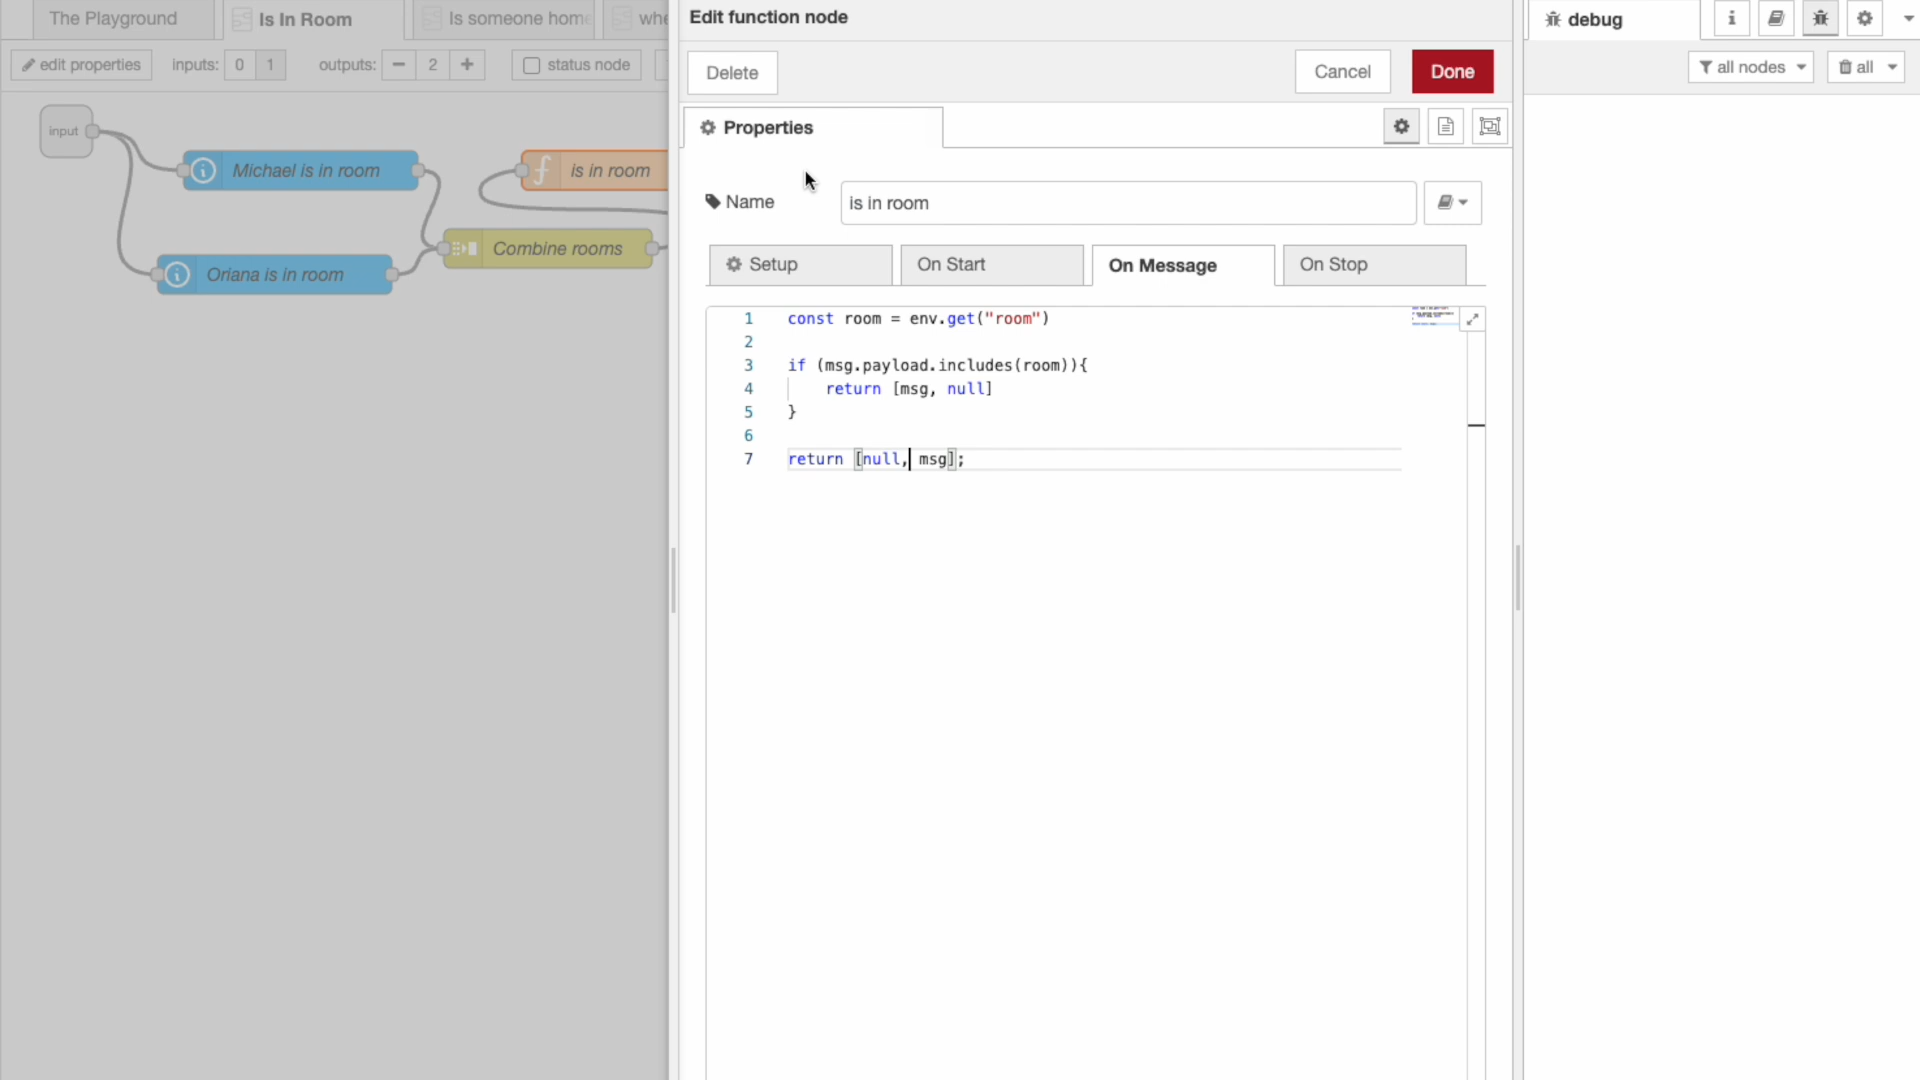 The Playground
Is In Room
Is someone home
whe
edit properties
inputs: 0 1
outputs: − 2 +
status node
input
Michael is in room
is in room
Combine rooms
Oriana is in room
Edit function node
Delete
Cancel
Done
Properties
Name
is in room
Setup
On Start
On Message
On Stop
1 const room = env.get("room")
2
3 if (msg.payload.includes(room)){
4 return [msg, null]
5 }
6
7 return [null, msg];
debug
i
all nodes
all